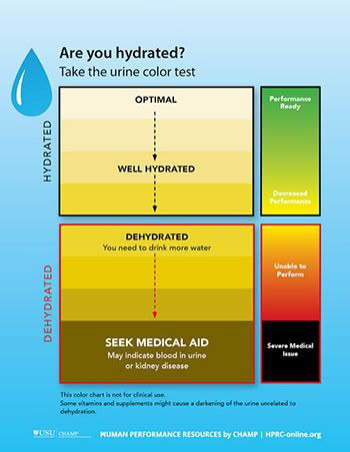 Are you hydrated?
Take the urine color test
HYDRATED
OPTIMAL
WELL HYDRATED
Performance
Ready
Decreased
Performance
DEHYDRATED
DEHYDRATED
You need to drink more water
SEEK MEDICAL AID
May indicate blood in urine
or kidney disease
Unable to
Perform
Severe Medical
Issue
This color chart is not for clinical use.
Some vitamins and supplements might cause a darkening of the urine unrelated to
dehydration.
USU CHAMP HUMAN PERFORMANCE RESOURCES by CHAMP | HPRC-online.org